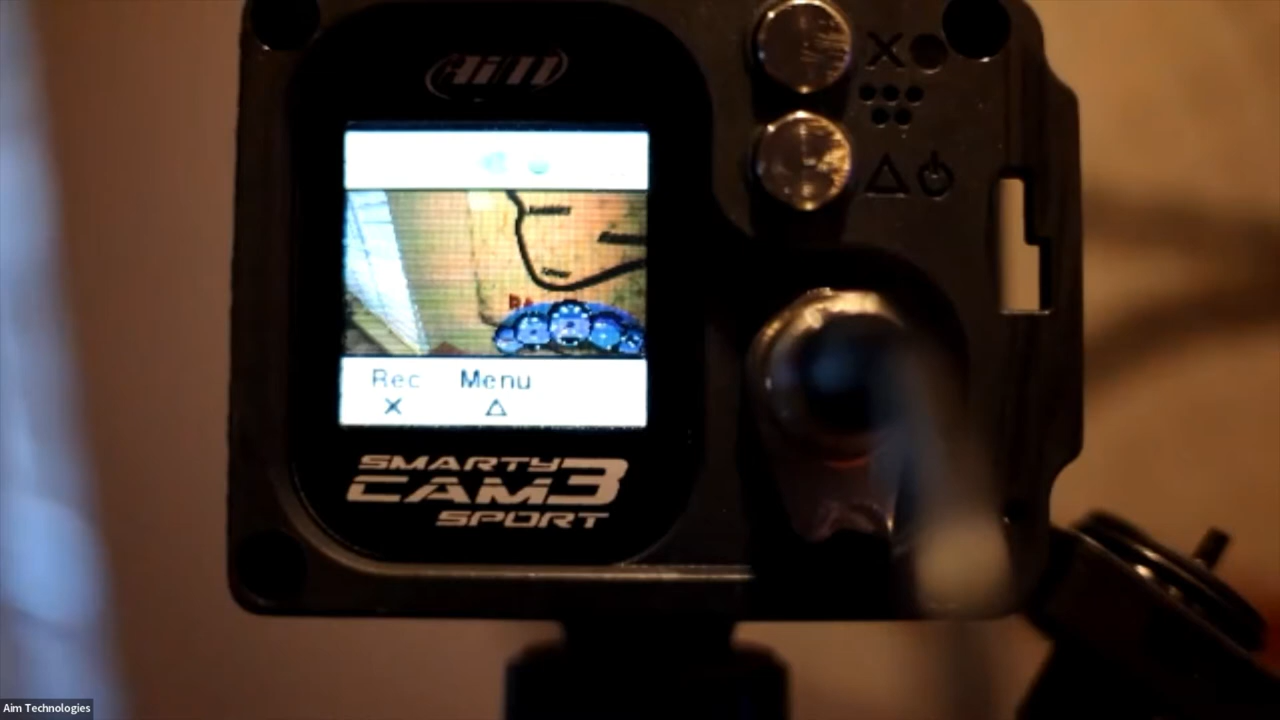 AiM
Rec Menu
SMARTY
CAM3
SPORT
Aim Technologies